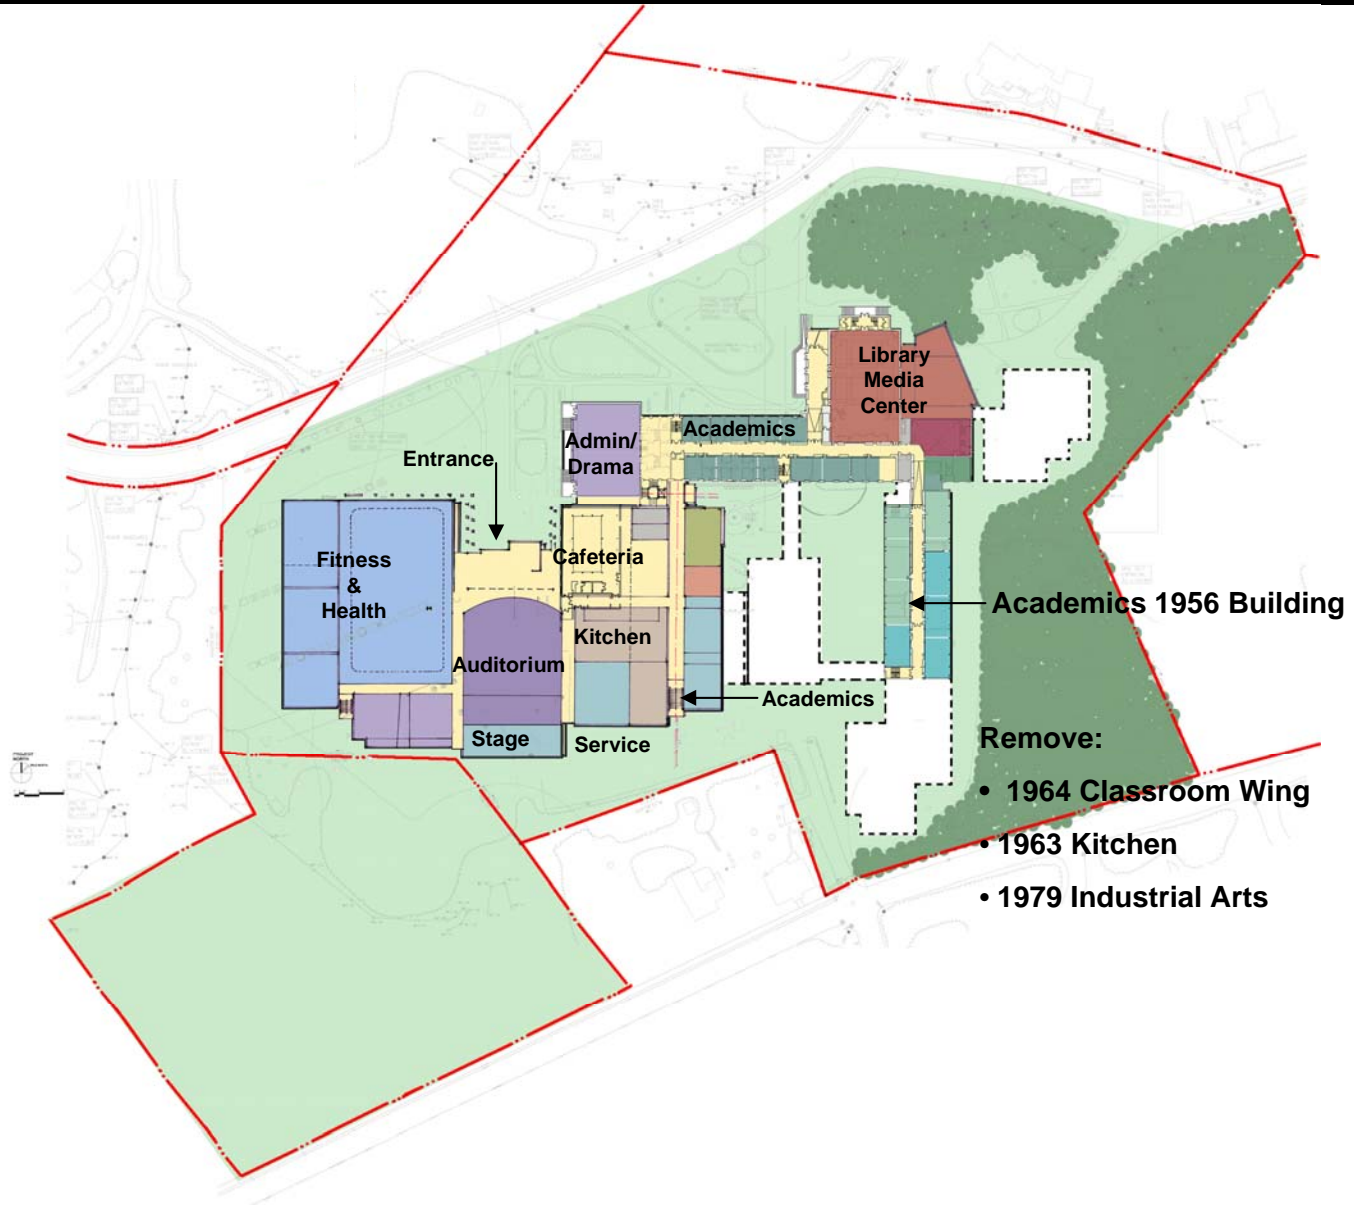 Library
Media
Center
Academics
Admin/
Drama
Entrance
Cafeteria
Fitness
&
Health
Academics 1956 Building
Kitchen
Auditorium
Academics
Stage
Service
Remove:
• 1964 Classroom Wing
• 1963 Kitchen
• 1979 Industrial Arts